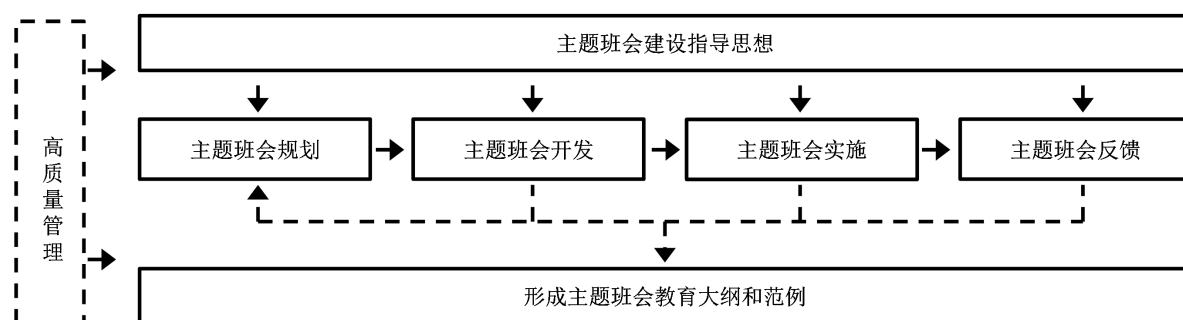 主题班会建设指导思想
高质量管理
主题班会规划
主题班会开发
主题班会实施
主题班会反馈
形成主题班会教育大纲和范例